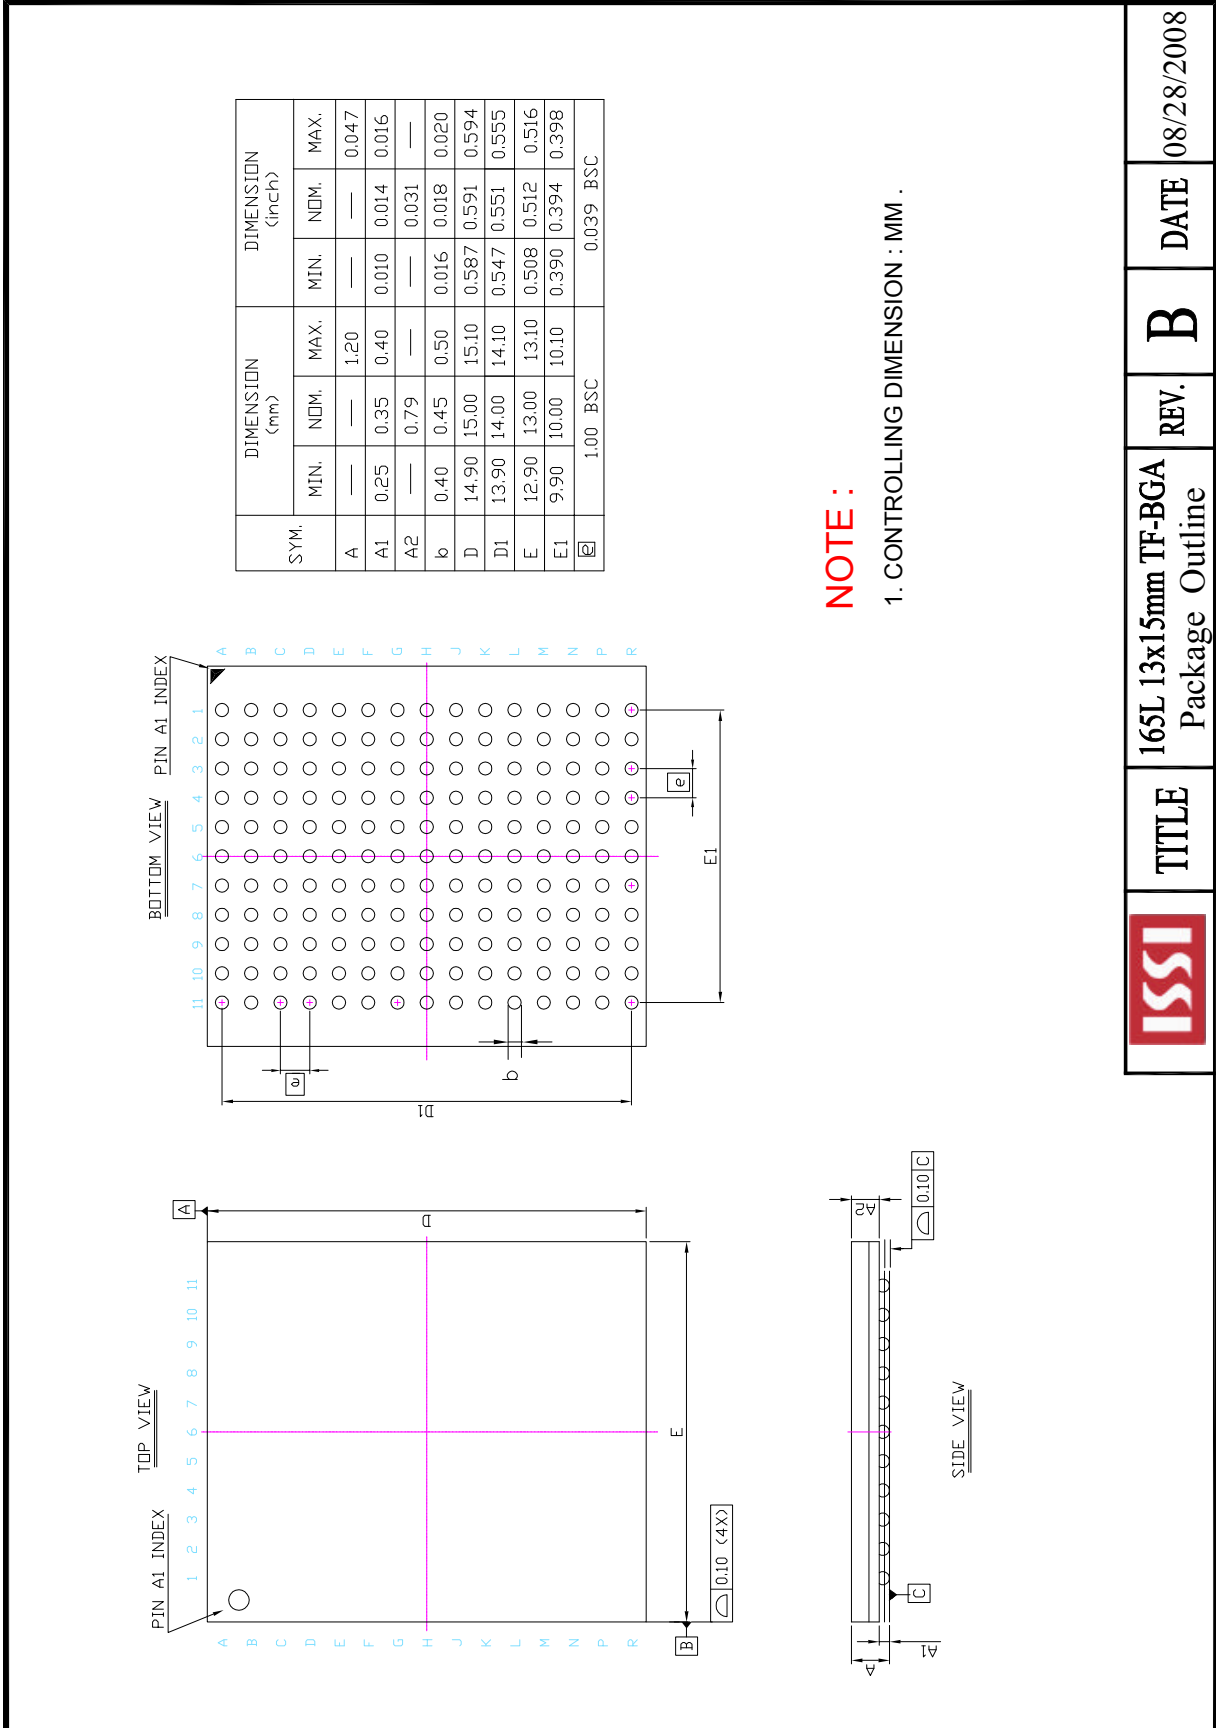 TOP VIEW
PIN A1 INDEX
1 2 3 4 5 6 7 8 9 10 11
A
B
C
D
E
F
G
H
J
K
L
M
N
P
R
A
D
E
B
0.10 (4X)
BOTTOM VIEW
PIN A1 INDEX
11 10 9 8 7 6 5 4 3 2 1
A
B
C
D
E
F
G
H
J
K
L
M
N
P
R
e
D1
b
e
E1
SYM. DIMENSION (mm) DIMENSION (inch)
MIN. NOM. MAX. MIN. NOM. MAX.
A — — 1.20 — — 0.047
A1 0.25 0.35 0.40 0.010 0.014 0.016
A2 — 0.79 — — 0.031 —
b 0.40 0.45 0.50 0.016 0.018 0.020
D 14.90 15.00 15.10 0.587 0.591 0.594
D1 13.90 14.00 14.10 0.547 0.551 0.555
E 12.90 13.00 13.10 0.508 0.512 0.516
E1 9.90 10.00 10.10 0.390 0.394 0.398
e 1.00 BSC 0.039 BSC
A
A1
C
A2
0.10 C
SIDE VIEW
NOTE :
1. CONTROLLING DIMENSION : MM .
ISSI
TITLE
165L 13x15mm TF-BGA
Package Outline
REV.
B
DATE
08/28/2008